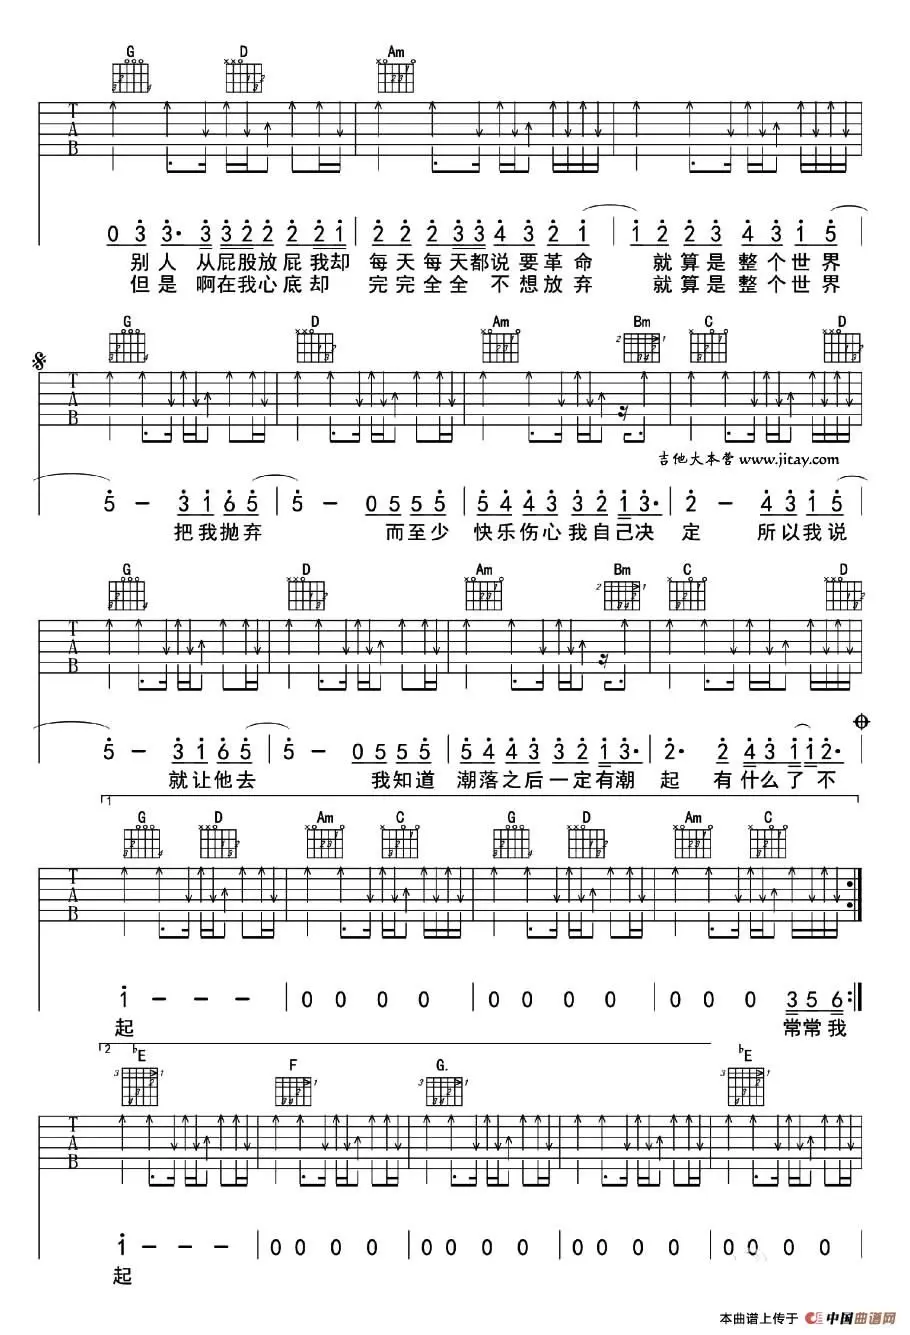 G D Am
T A B
0 3 3· 3 3 2 2 2 2 2 1 2 2 2 3 3 4 3 2 1 1 2 2 3 4 3 1 5
别人 从屁股放屁我却 每天每天都说要革命 就算是整个世界
但是 啊在我心底却 完完全全 不想放弃 就算是整个世界
G D Am Bm C D
T A B
吉他大本营 www.jitay.com
5 - 3 1 6 5 5 - 0 5 5 5 5 4 4 3 3 2 1 3· 2 - 4 3 1 5
把我抛弃 而至少 快乐伤心我自己决 定 所以我说
G D Am Bm C D
T A B
5 - 3 1 6 5 5 - 0 5 5 5 5 4 4 3 3 2 1 3· 2· 2 4 3 1 1 2·
就让他去 我知道 潮落之后一定有潮 起 有什么了不
1
G D Am C G D Am C
T A B
1 - - - 0 0 0 0 0 0 0 0 0 0 0 3 5 6
起 常常我
2
♭E F G. ♭E
T A B
1 - - - 0 0 0 0 0 0 0 0 0 0 0 0 0 0 0 0
起
本曲谱上传于 中国曲谱网